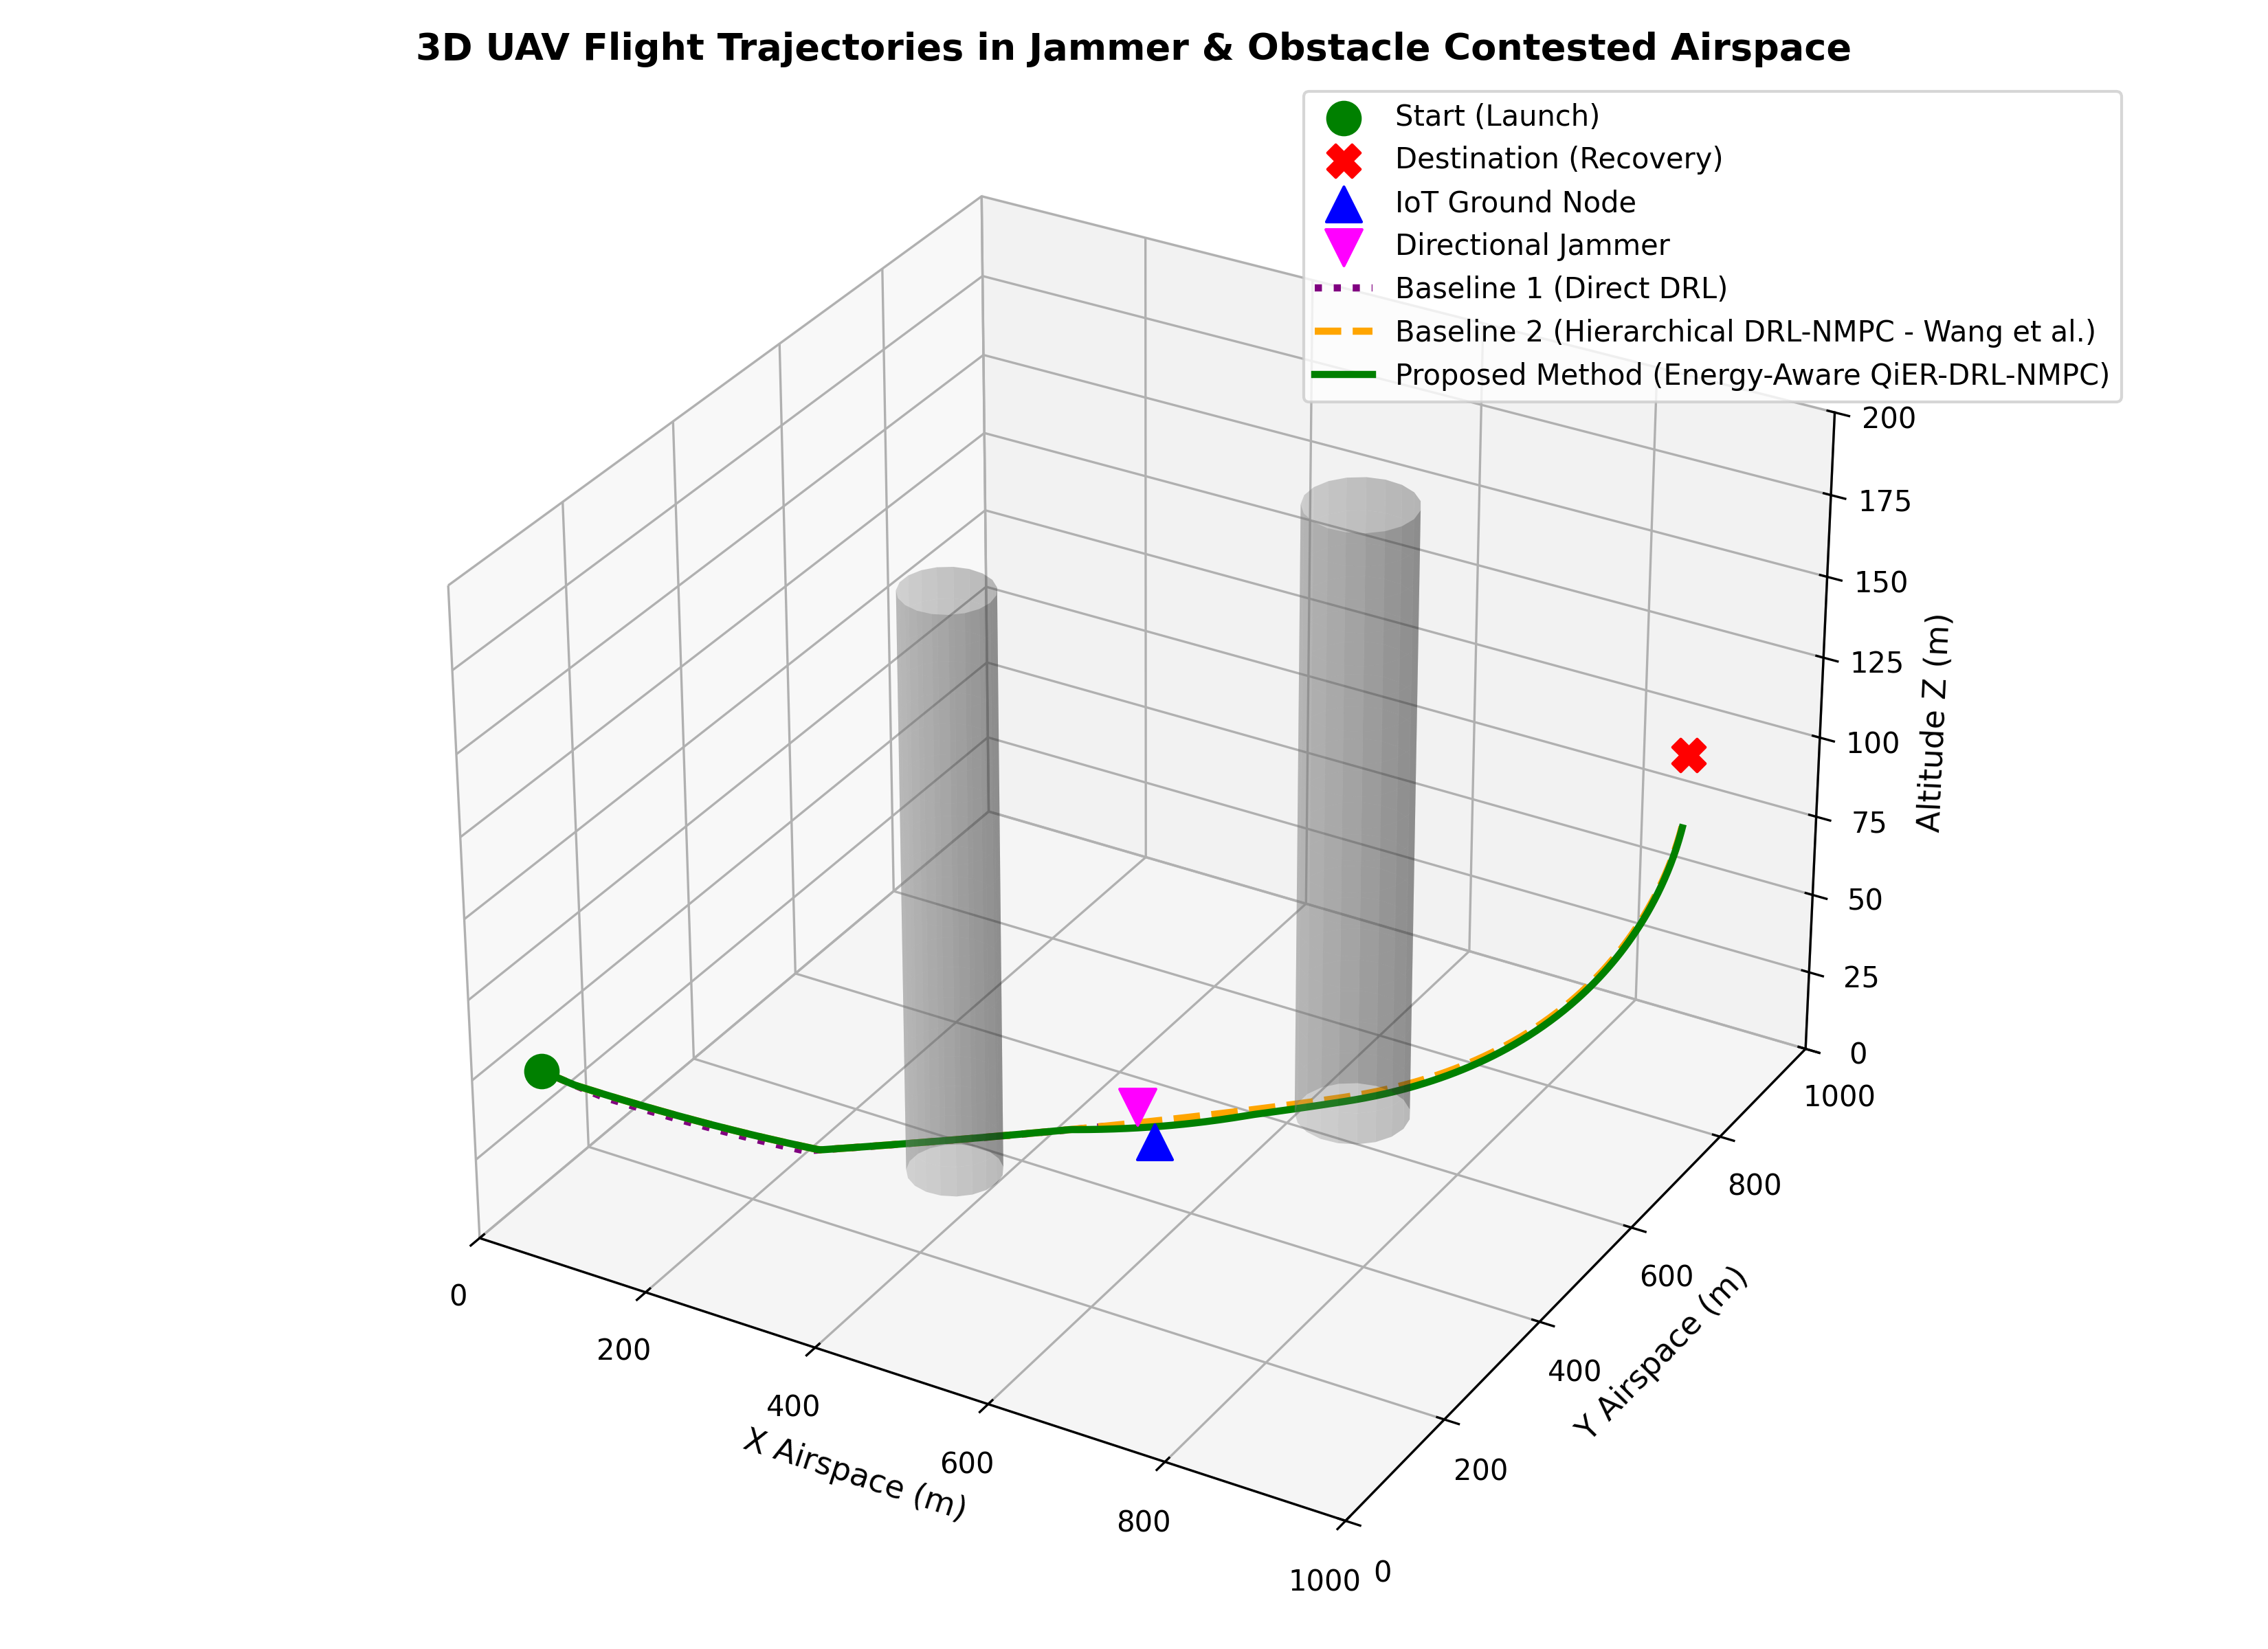 3D UAV Flight Trajectories in Jammer & Obstacle Contested Airspace
Start (Launch)
Destination (Recovery)
IoT Ground Node
Directional Jammer
Baseline 1 (Direct DRL)
Baseline 2 (Hierarchical DRL-NMPC - Wang et al.)
Proposed Method (Energy-Aware QiER-DRL-NMPC)
200
175
150
125
100
75
50
25
0
Altitude Z (m)
1000
800
600
400
200
0
Y Airspace (m)
0
200
400
600
800
1000
X Airspace (m)